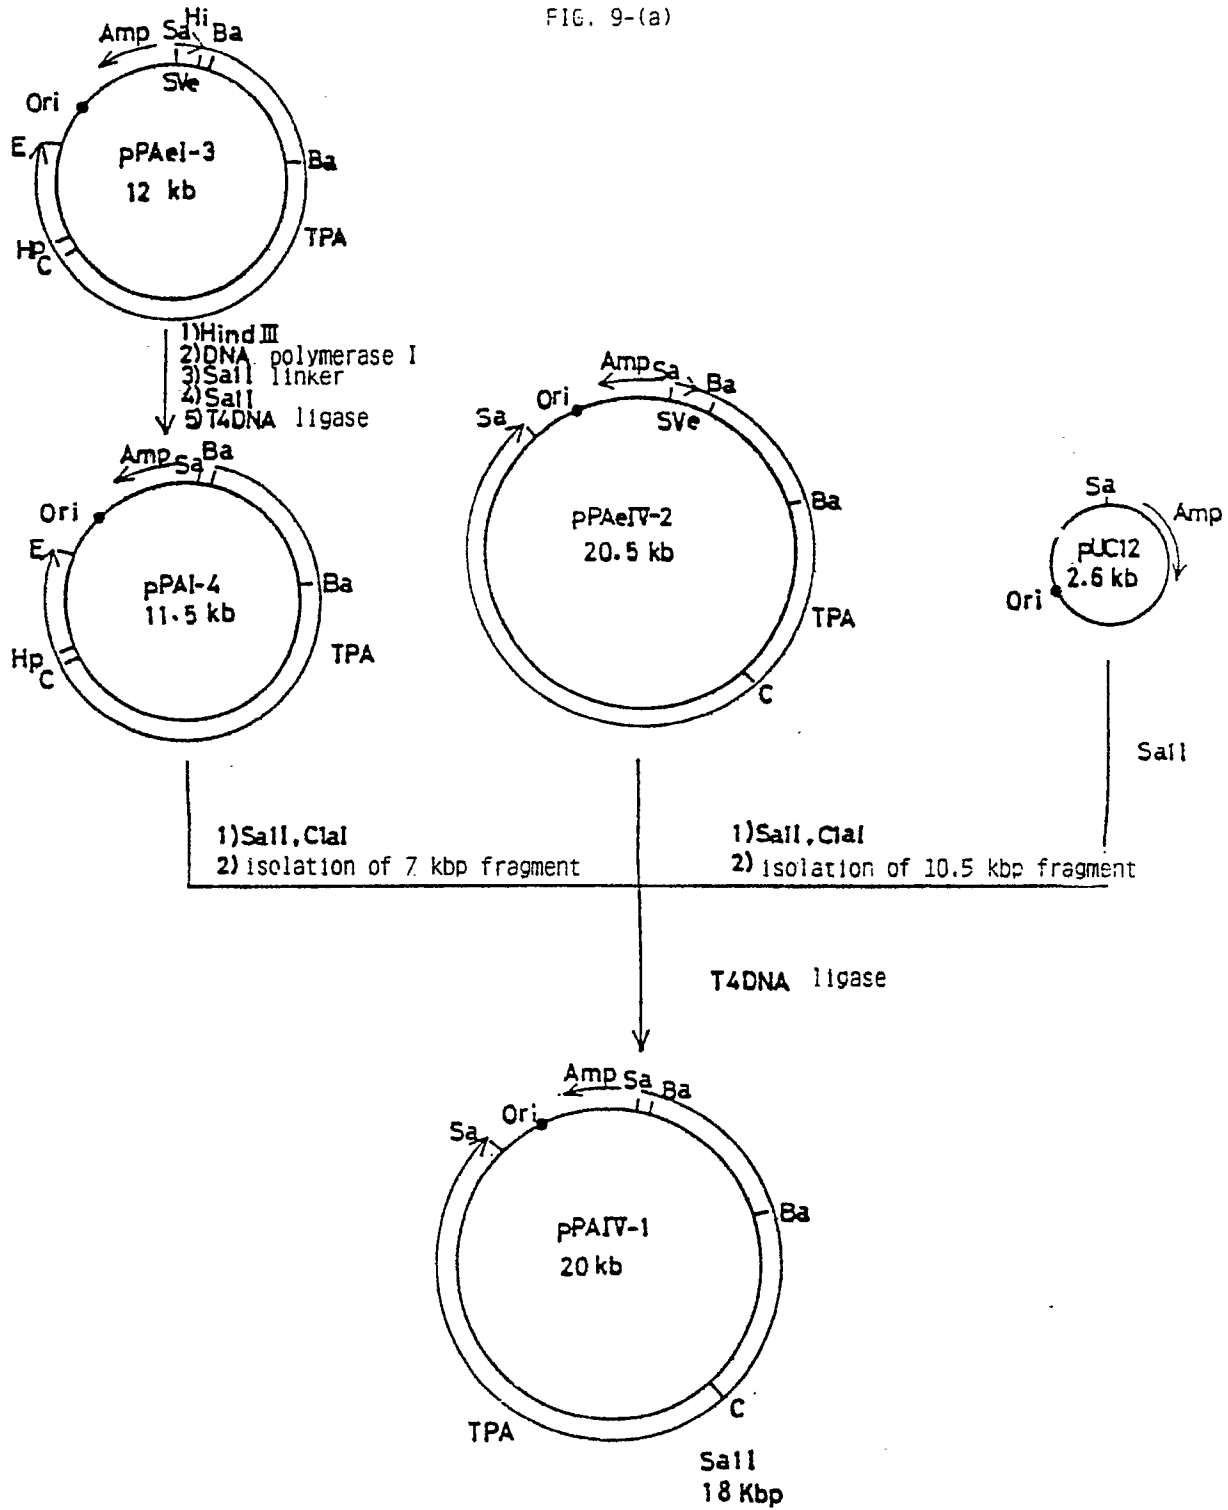 FIG. 9-(a)
Amp Sa Hi Ba
SVe
Ori
E
pPAeI-3
12 kb
Ba
TPA
Hp
C
1)Hind III
2)DNA polymerase I
3)SalI linker
4)SalI
5)T4DNA ligase
Amp Sa Ba
Ori
E
pPAI-4
11.5 kb
Ba
TPA
Hp
C
Amp Sa Ba
SVe
Ori
Sa
pPAeIV-2
20.5 kb
Ba
TPA
C
Sa
Amp
pUC12
2.6 kb
Ori
SalI
1)SalI, ClaI
2) isolation of 7 kbp fragment
1)SalI, ClaI
2) isolation of 10.5 kbp fragment
T4DNA ligase
Amp Sa Ba
Ori
Sa
pPAIV-1
20 kb
Ba
TPA
C
SalI
18 Kbp